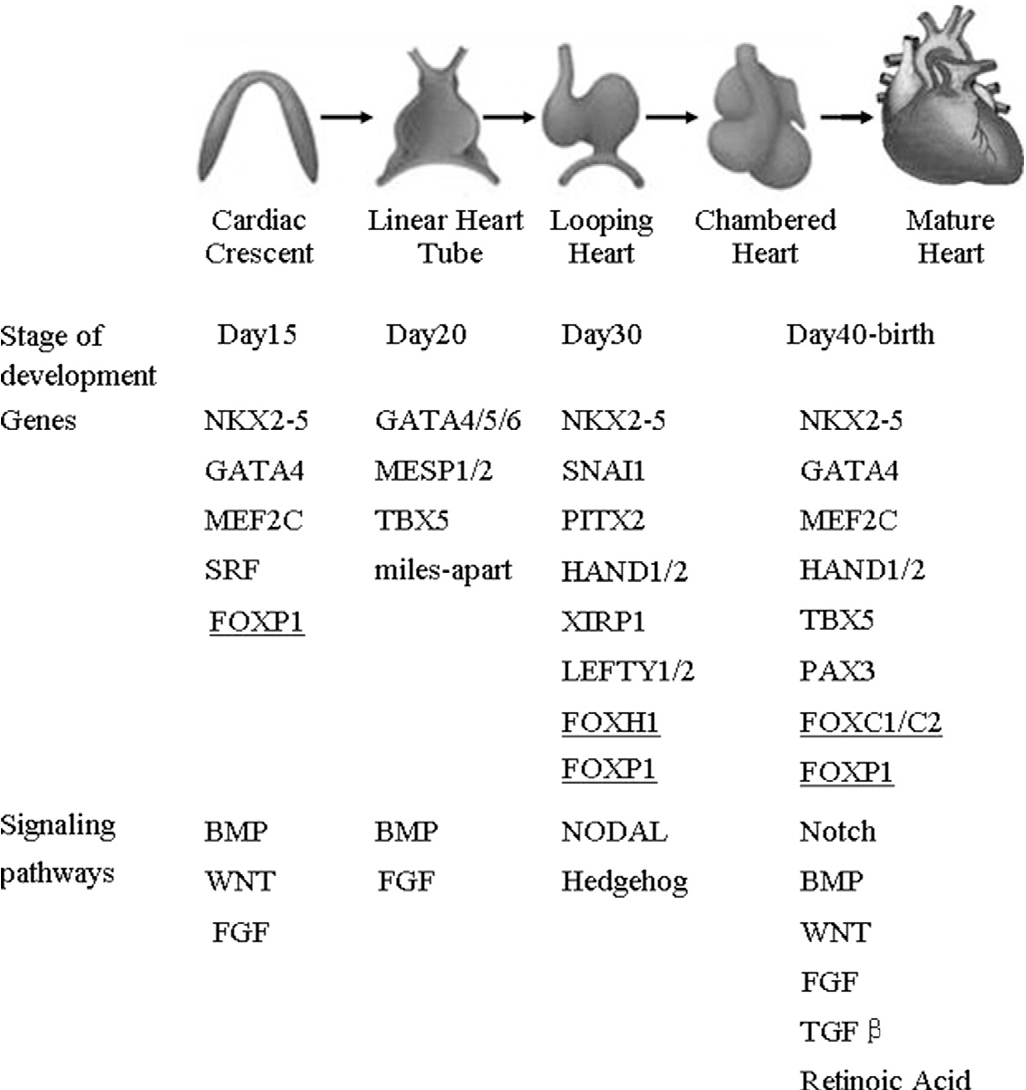 Cardiac Crescent
Linear Heart Tube
Looping Heart
Chambered Heart
Mature Heart
Stage of development
Day15
Day20
Day30
Day40-birth
Genes
NKX2-5
GATA4/5/6
NKX2-5
NKX2-5
GATA4
MESP1/2
SNAI1
GATA4
MEF2C
TBX5
PITX2
MEF2C
SRF
miles-apart
HAND1/2
HAND1/2
FOXP1
XIRP1
TBX5
LEFTY1/2
PAX3
FOXH1
FOXC1/C2
FOXP1
FOXP1
Signaling pathways
BMP
BMP
NODAL
Notch
WNT
FGF
Hedgehog
BMP
FGF
WNT
FGF
TGF β
Retinoic Acid